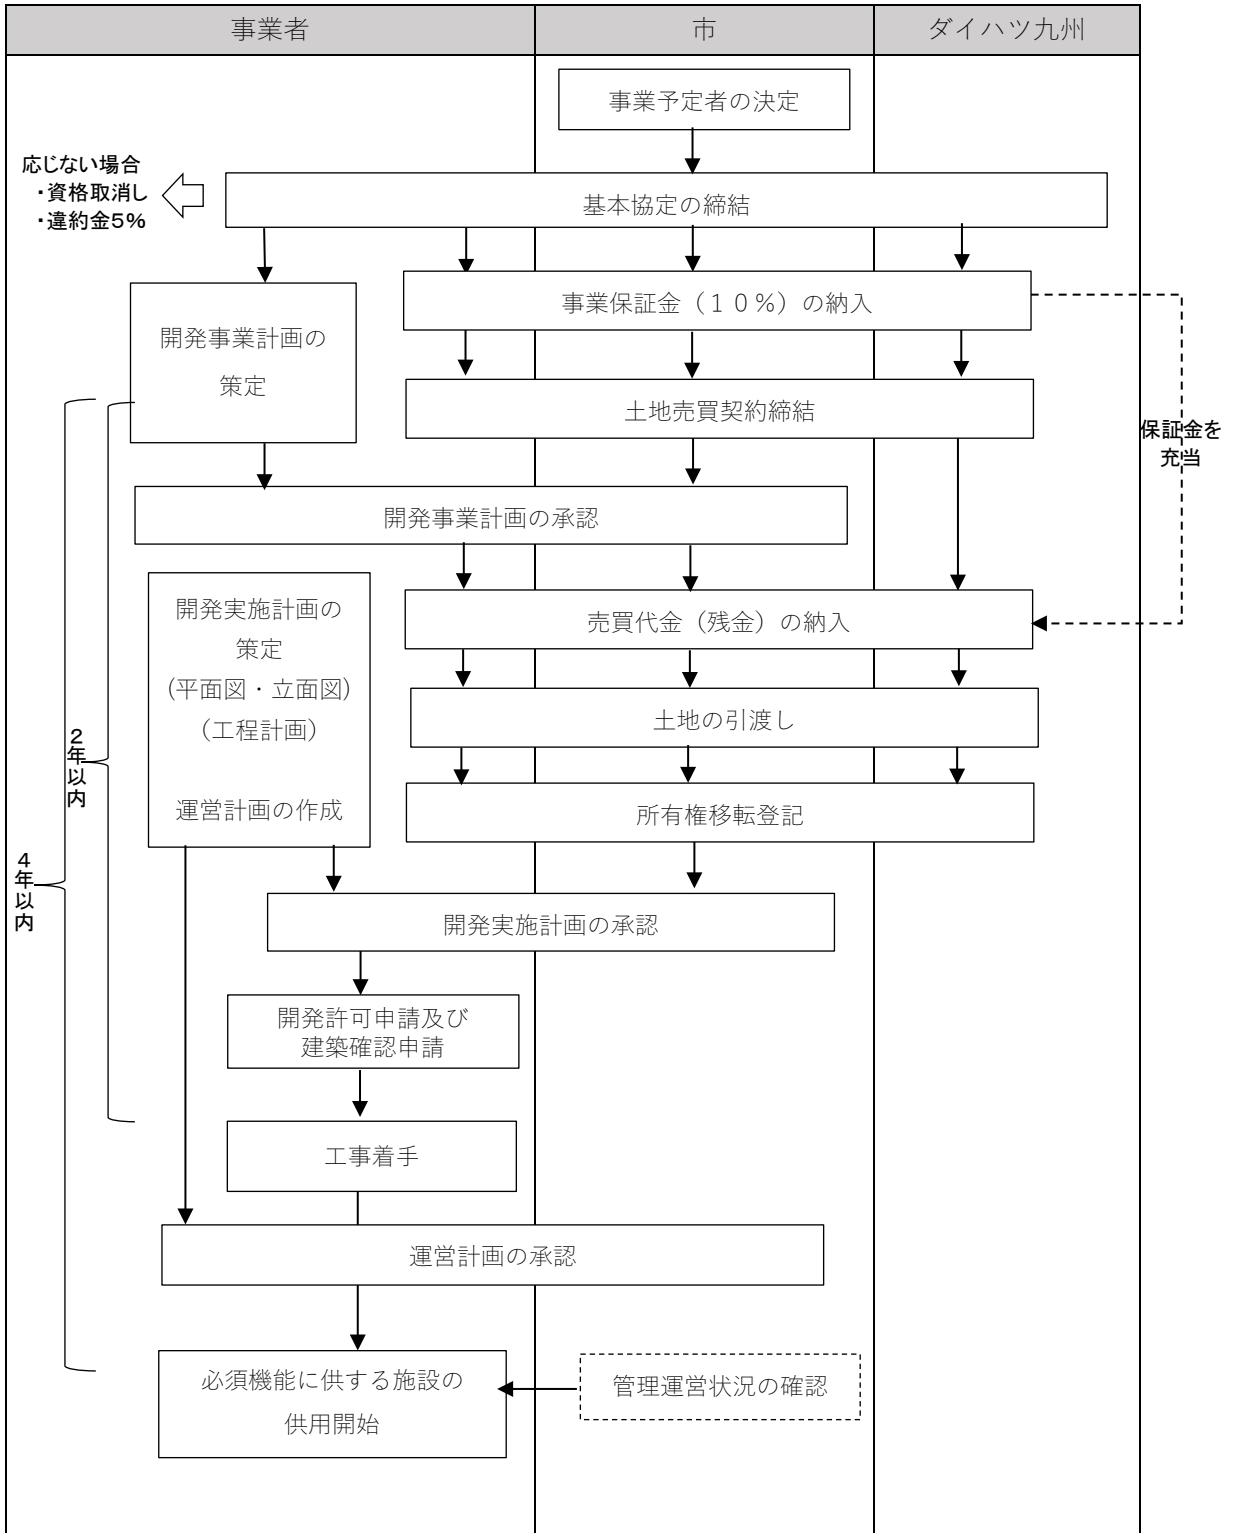 事業者
市
ダイハツ九州
事業予定者の決定
応じない場合
・資格取消し
・違約金5%
基本協定の締結
事業保証金（１０%）の納入
開発事業計画の
策定
土地売買契約締結
保証金を
充当
開発事業計画の承認
開発実施計画の
策定
(平面図・立面図)
(工程計画)
運営計画の作成
売買代金（残金）の納入
土地の引渡し
2年以内
所有権移転登記
4年以内
開発実施計画の承認
開発許可申請及び
建築確認申請
工事着手
運営計画の承認
必須機能に供する施設の
供用開始
管理運営状況の確認